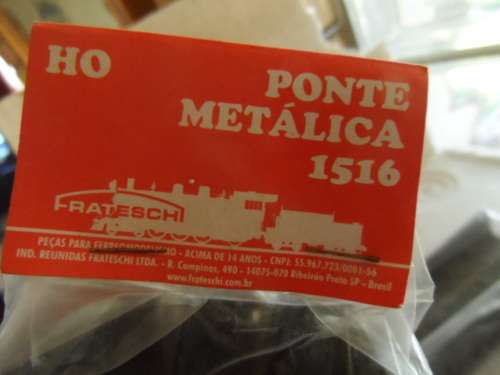 HO
PONTE
METÁLICA
1516
FRATESCHI
PEÇAS PARA FERREOMODELISMO - ACIMA DE 14 ANOS - CNPJ: 55.967.723/0001-56
IND. REUNIDAS FRATESCHI LTDA. - R. Campinas, 490 - 14075-070 Ribeirão Preto SP - Brasil
www.frateschi.com.br